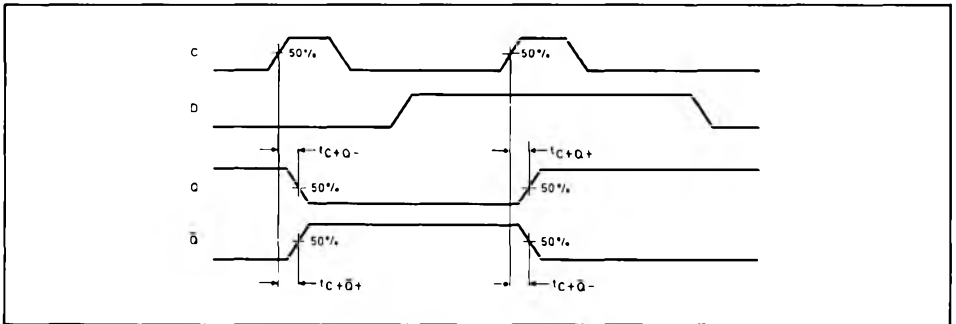 C 50% 50%
D
tC+Q- tC+Q+
Q 50% 50%
Q̄ 50% 50%
tC+Q̄+ tC+Q̄-